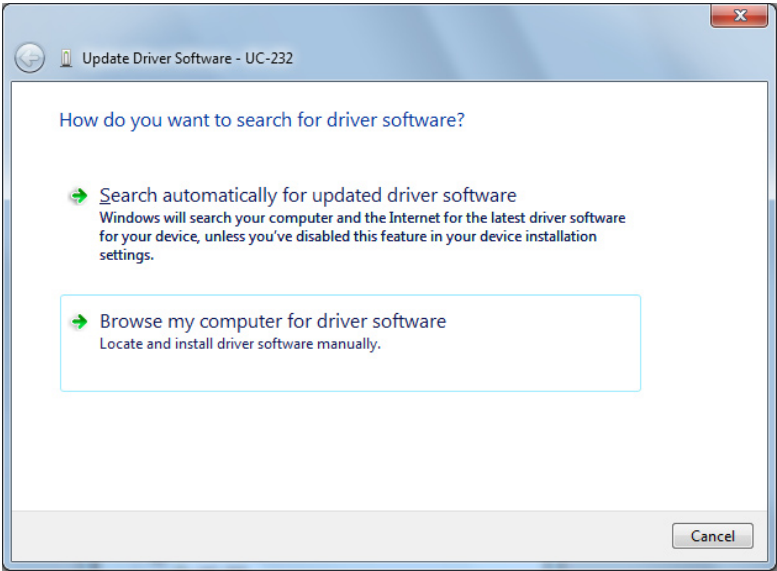 Update Driver Software - UC-232
How do you want to search for driver software?
Search automatically for updated driver software
Windows will search your computer and the Internet for the latest driver software
for your device, unless you've disabled this feature in your device installation
settings.
Browse my computer for driver software
Locate and install driver software manually.
Cancel